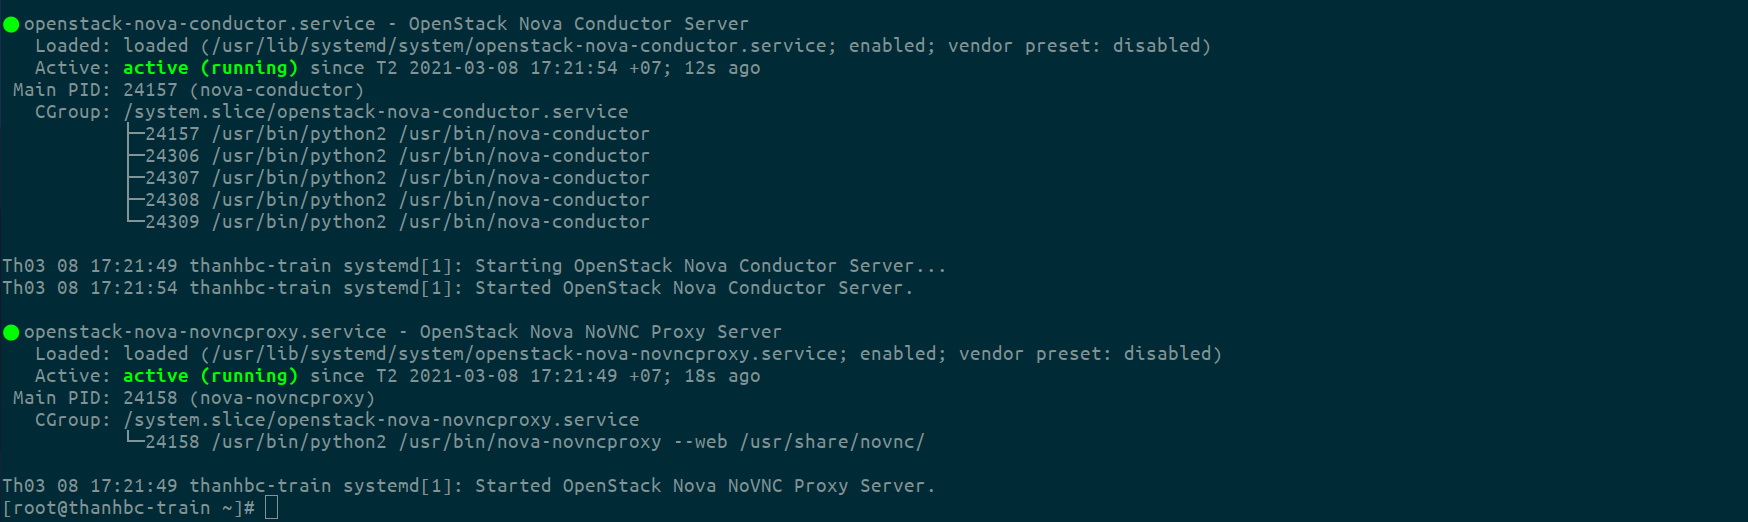 openstack-nova-conductor.service - OpenStack Nova Conductor Server
Loaded: loaded (/usr/lib/systemd/system/openstack-nova-conductor.service; enabled; vendor preset: disabled)
Active: active (running) since T2 2021-03-08 17:21:54 +07; 12s ago
Main PID: 24157 (nova-conductor)
CGroup: /system.slice/openstack-nova-conductor.service
├─24157 /usr/bin/python2 /usr/bin/nova-conductor
├─24306 /usr/bin/python2 /usr/bin/nova-conductor
├─24307 /usr/bin/python2 /usr/bin/nova-conductor
├─24308 /usr/bin/python2 /usr/bin/nova-conductor
└─24309 /usr/bin/python2 /usr/bin/nova-conductor
Th03 08 17:21:49 thanhbc-train systemd[1]: Starting OpenStack Nova Conductor Server...
Th03 08 17:21:54 thanhbc-train systemd[1]: Started OpenStack Nova Conductor Server.
openstack-nova-novncproxy.service - OpenStack Nova NoVNC Proxy Server
Loaded: loaded (/usr/lib/systemd/system/openstack-nova-novncproxy.service; enabled; vendor preset: disabled)
Active: active (running) since T2 2021-03-08 17:21:49 +07; 18s ago
Main PID: 24158 (nova-novncproxy)
CGroup: /system.slice/openstack-nova-novncproxy.service
└─24158 /usr/bin/python2 /usr/bin/nova-novncproxy --web /usr/share/novnc/
Th03 08 17:21:49 thanhbc-train systemd[1]: Started OpenStack Nova NoVNC Proxy Server.
[root@thanhbc-train ~]#